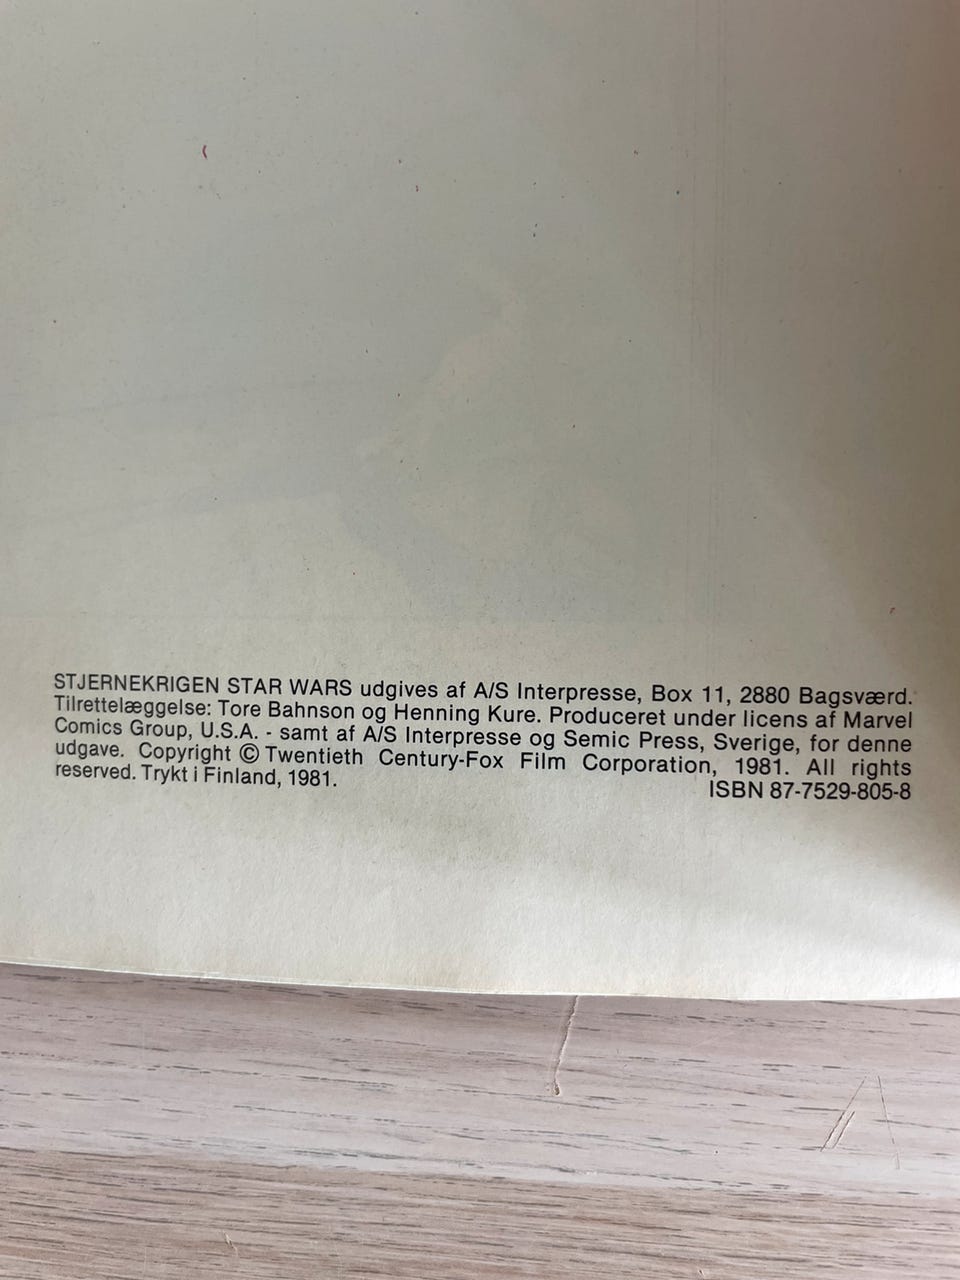 STJERNEKRIGEN STAR WARS udgives af A/S Interpresse, Box 11, 2880 Bagsværd.
Tilrettelæggelse: Tore Bahnson og Henning Kure. Produceret under licens af Marvel
Comics Group, U.S.A. - samt af A/S Interpresse og Semic Press, Sverige, for denne
udgave. Copyright © Twentieth Century-Fox Film Corporation, 1981. All rights
reserved. Trykt i Finland, 1981. ISBN 87-7529-805-8